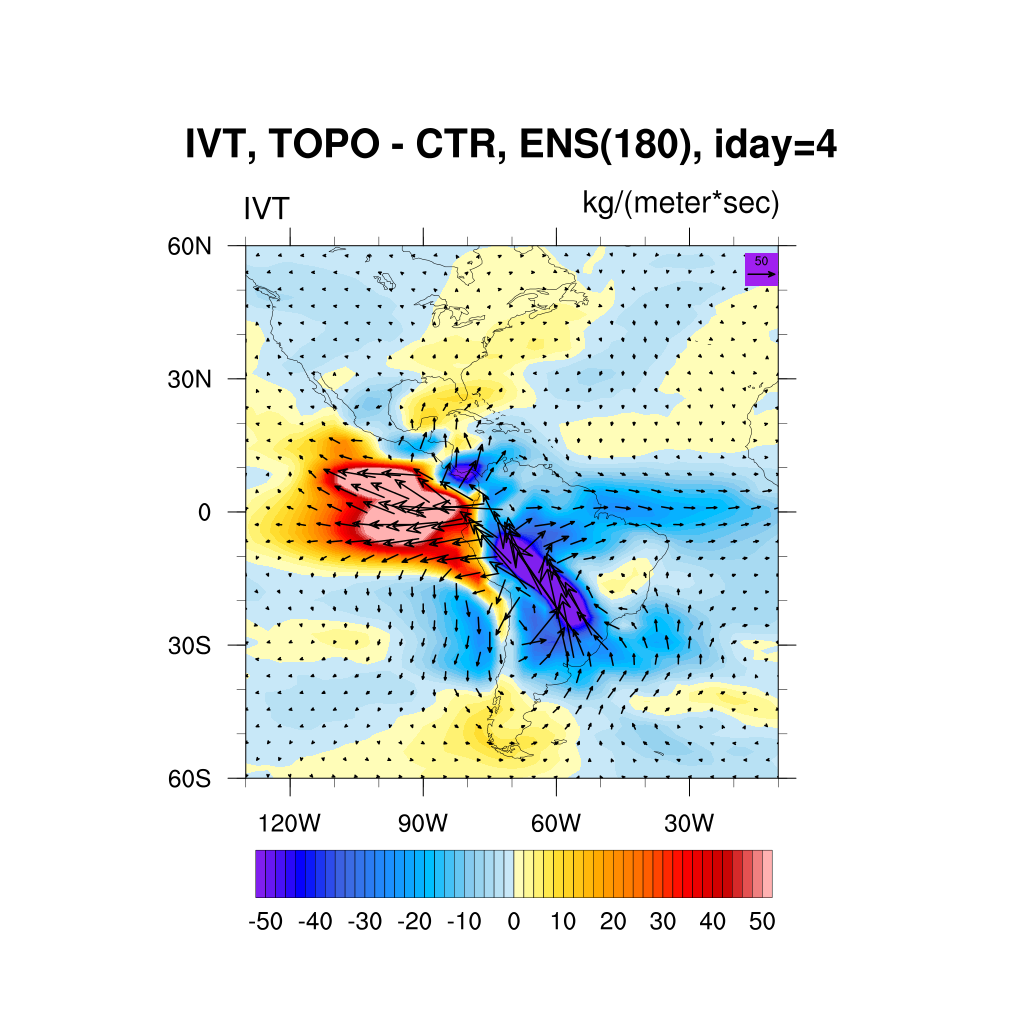 IVT, TOPO - CTR, ENS(180), iday=4
IVT kg/(meter*sec)
50
60N
30N
0
30S
60S
120W 90W 60W 30W
-50 -40 -30 -20 -10 0 10 20 30 40 50